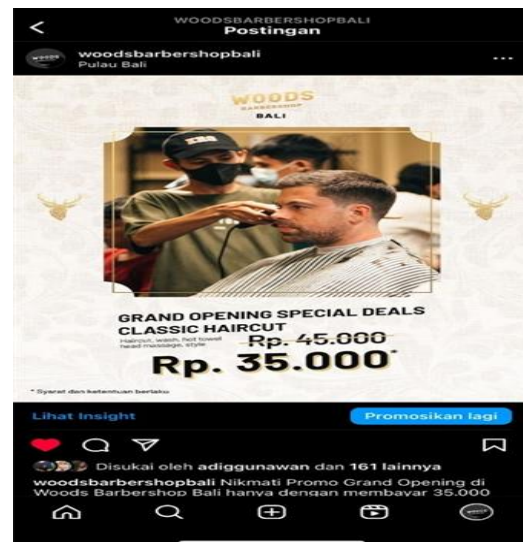 WOODSBARBERSHOPBALI
Postingan
woodsbarbershopbali
Pulau Bali
WOODS
BARBERSHOP
BALI
GRAND OPENING SPECIAL DEALS
CLASSIC HAIRCUT
Haircut, wash, hot towel
head massage, style
Rp. 45.000
Rp. 35.000*
* Syarat dan ketentuan berlaku
Lihat Insight
Promosikan lagi
Disukai oleh adiggunawan dan 161 lainnya
woodsbarbershopbali Nikmati Promo Grand Opening di
Woods Barbershop Bali hanya dengan membayar 35.000